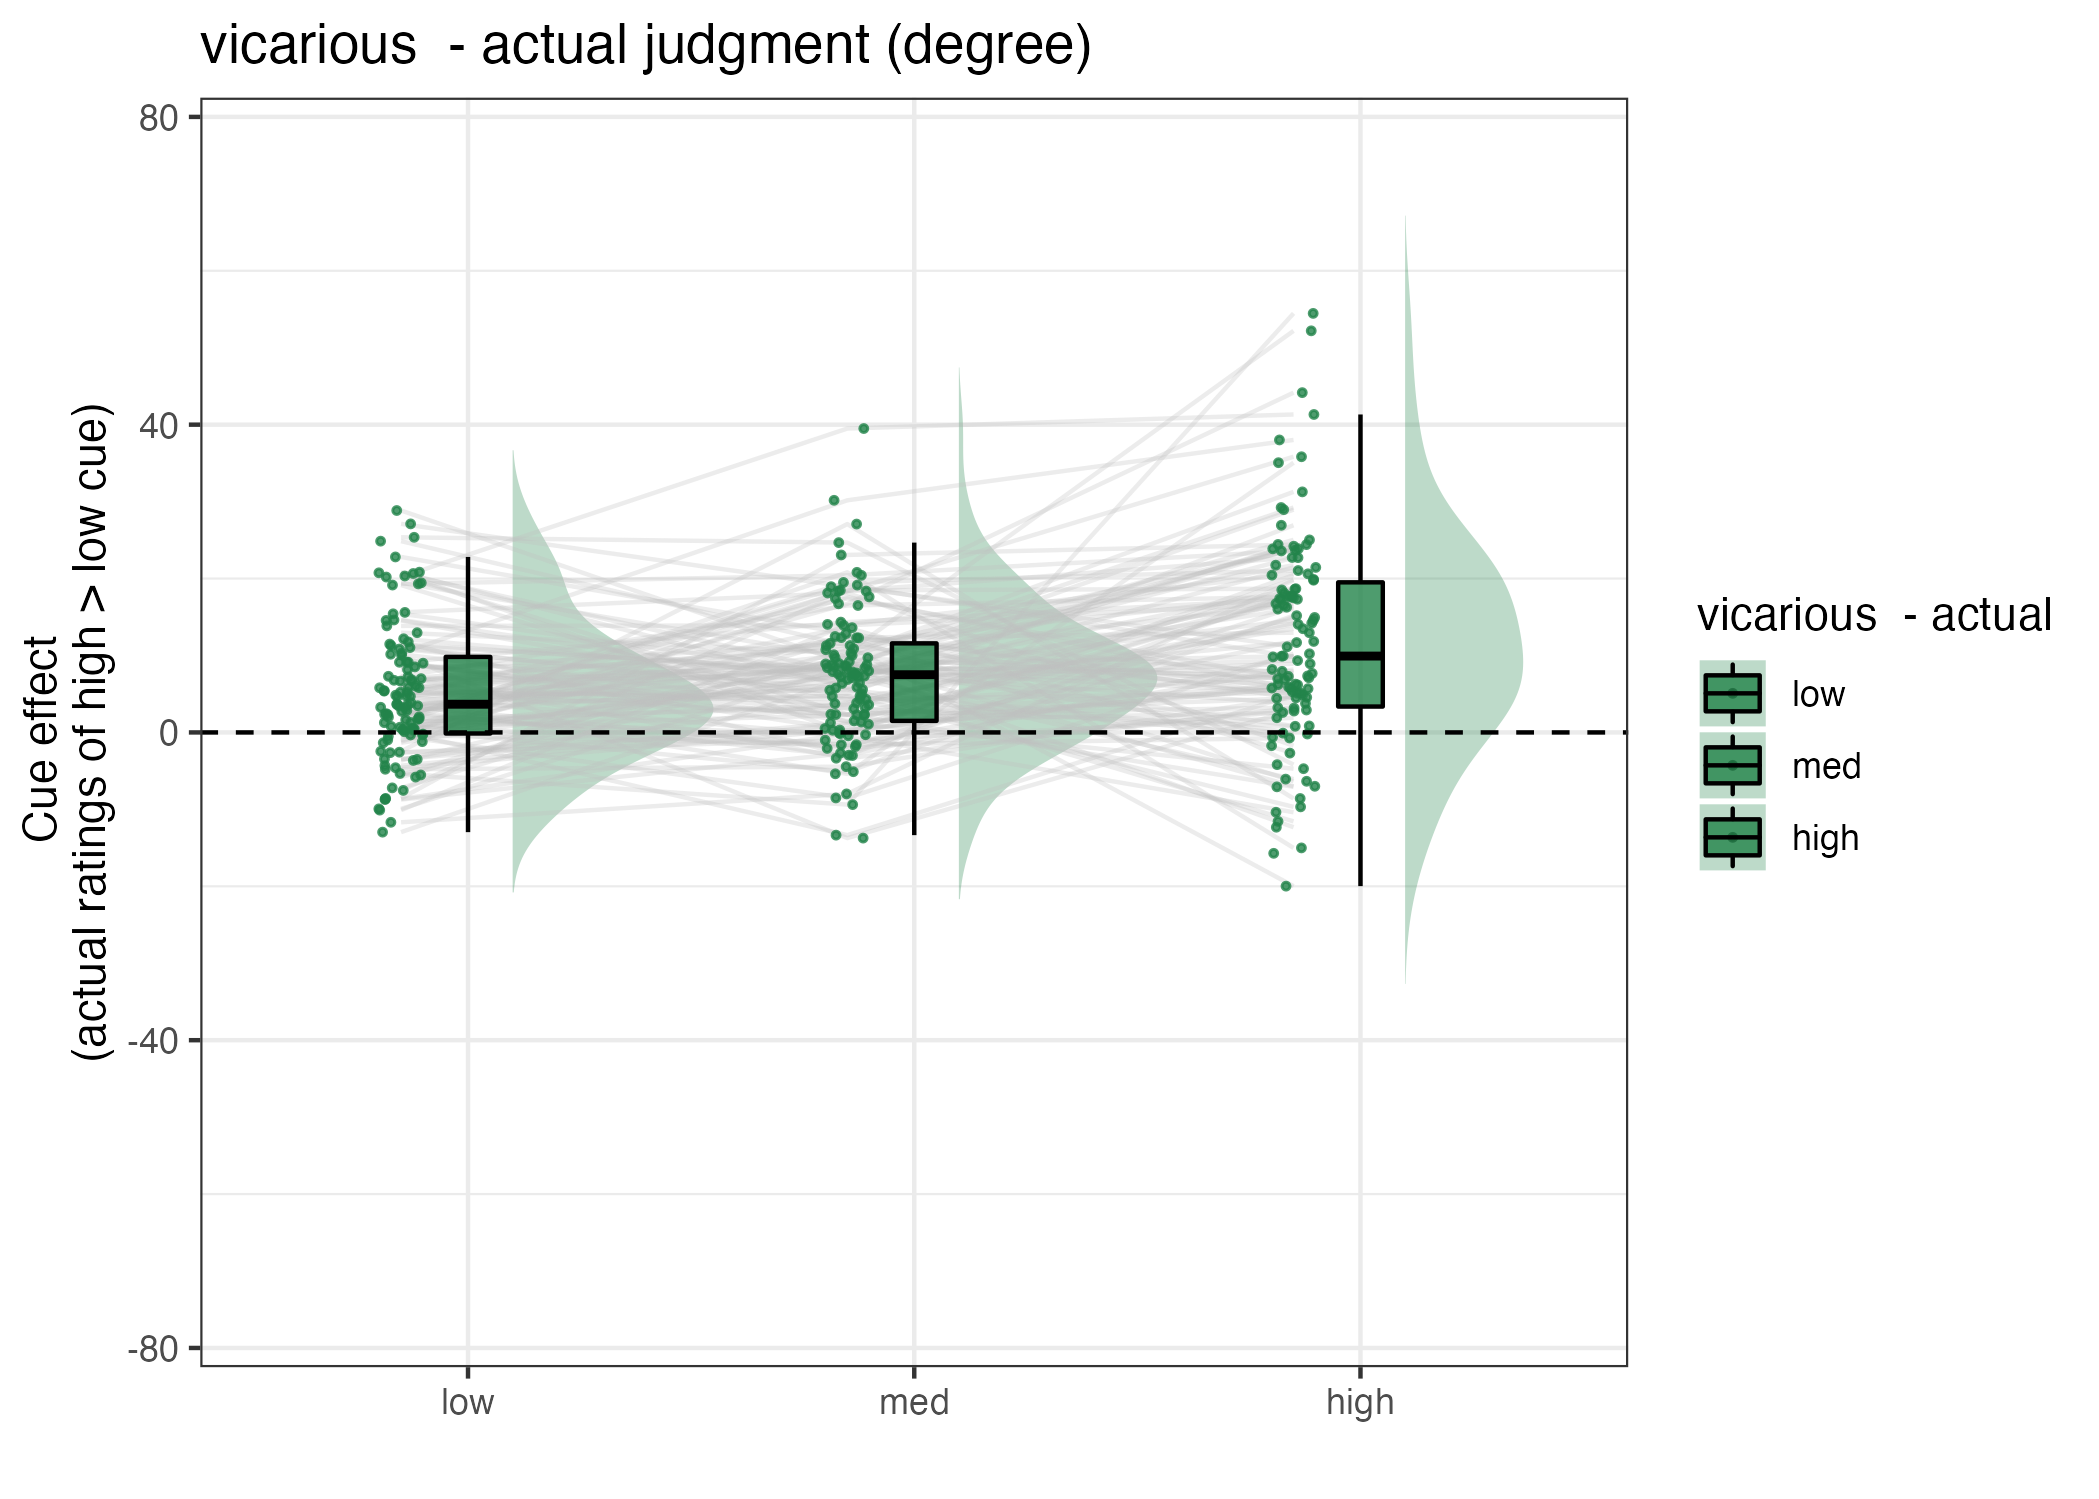 vicarious  - actual judgment (degree)
Cue effect
(actual ratings of high > low cue)
80
40
0
-40
-80
low
med
high
vicarious  - actual
low
med
high